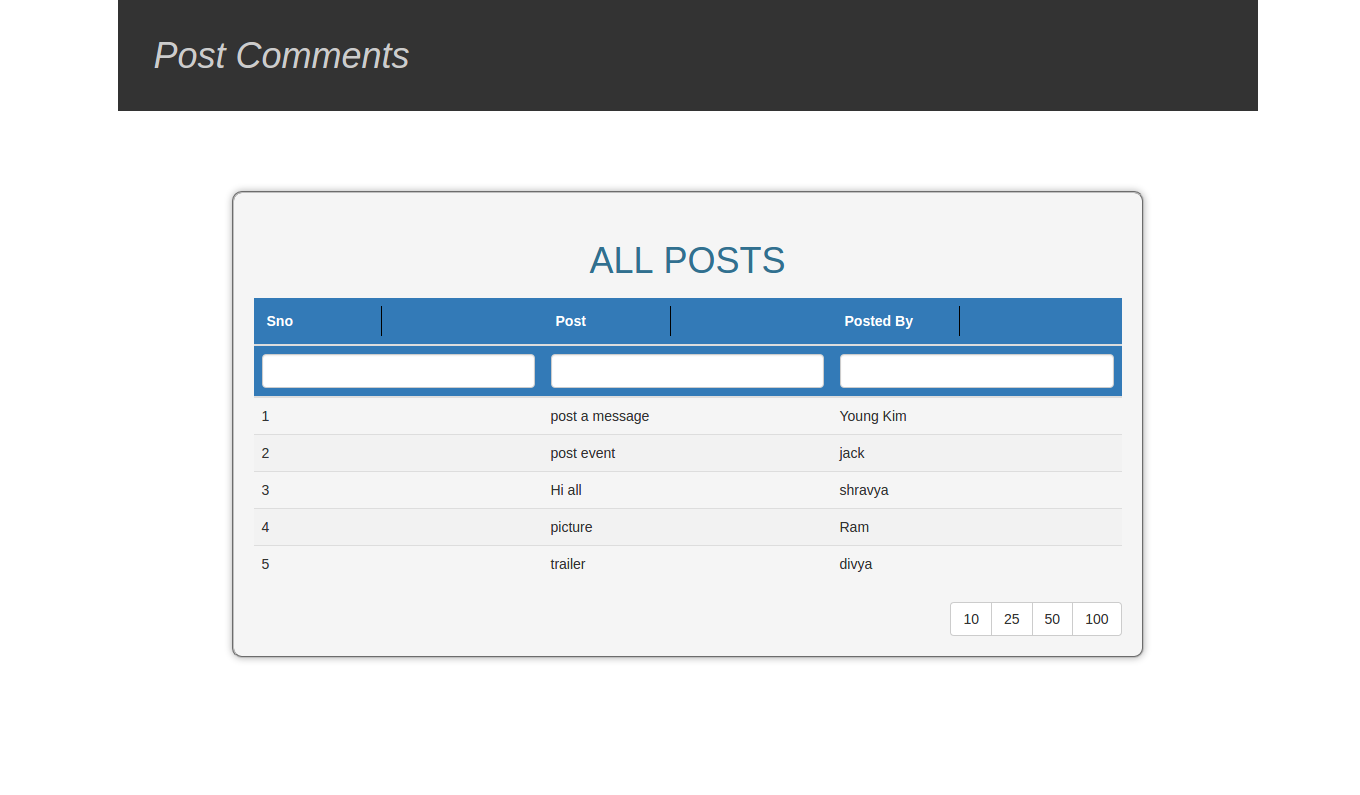 Post Comments
ALL POSTS
Sno Post Posted By
1 post a message Young Kim
2 post event jack
3 Hi all shravya
4 picture Ram
5 trailer divya
10 25 50 100